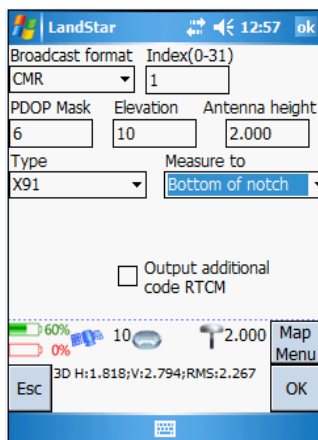 LandStar 12:57 ok
Broadcast format Index(0-31)
CMR 1
PDOP Mask Elevation Antenna height
6 10 2.000
Type Measure to
X91 Bottom of notch
Output additional
code RTCM
60% 10 2.000 Map
0% Menu
3D H:1.818;V:2.794;RMS:2.267
Esc OK